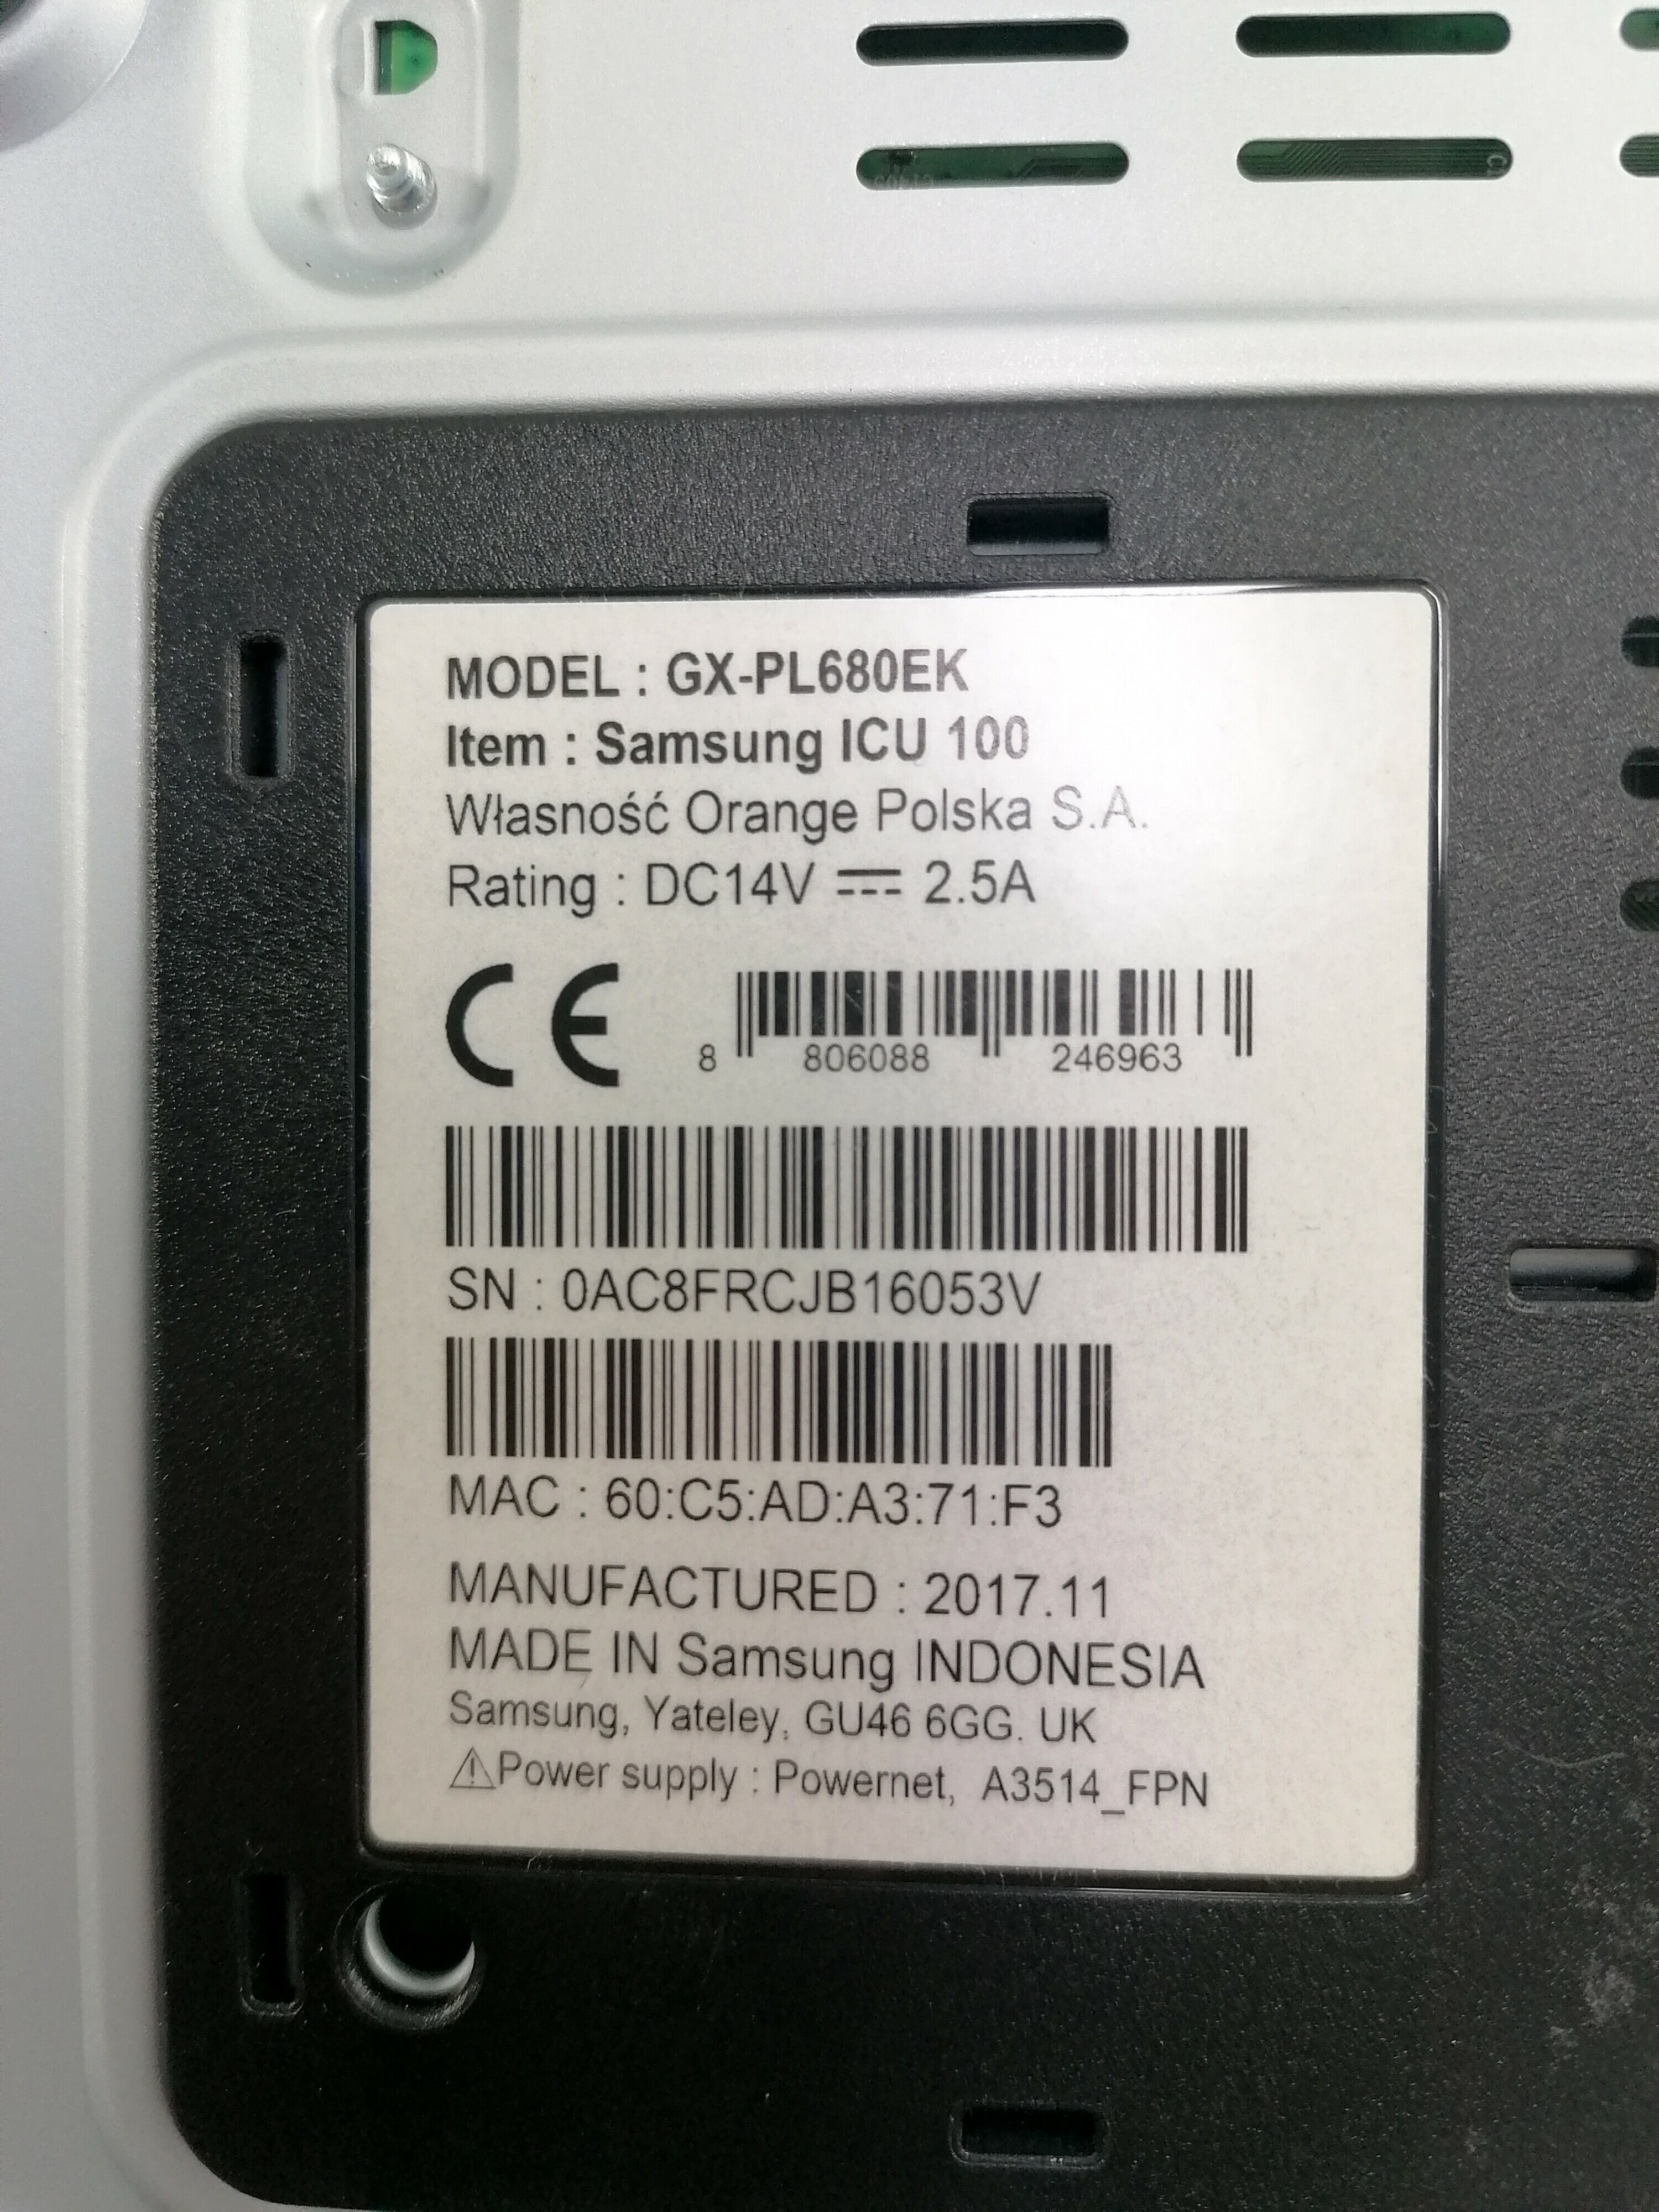 MODEL : GX-PL680EK
Item : Samsung ICU 100
Własność Orange Polska S.A.
Rating : DC14V ⎓ 2.5A
CE
8 806088 246963
SN : 0AC8FRCJB16053V
MAC : 60:C5:AD:A3:71:F3
MANUFACTURED : 2017.11
MADE IN Samsung INDONESIA
Samsung, Yateley, GU46 6GG. UK
⚠Power supply : Powernet, A3514_FPN